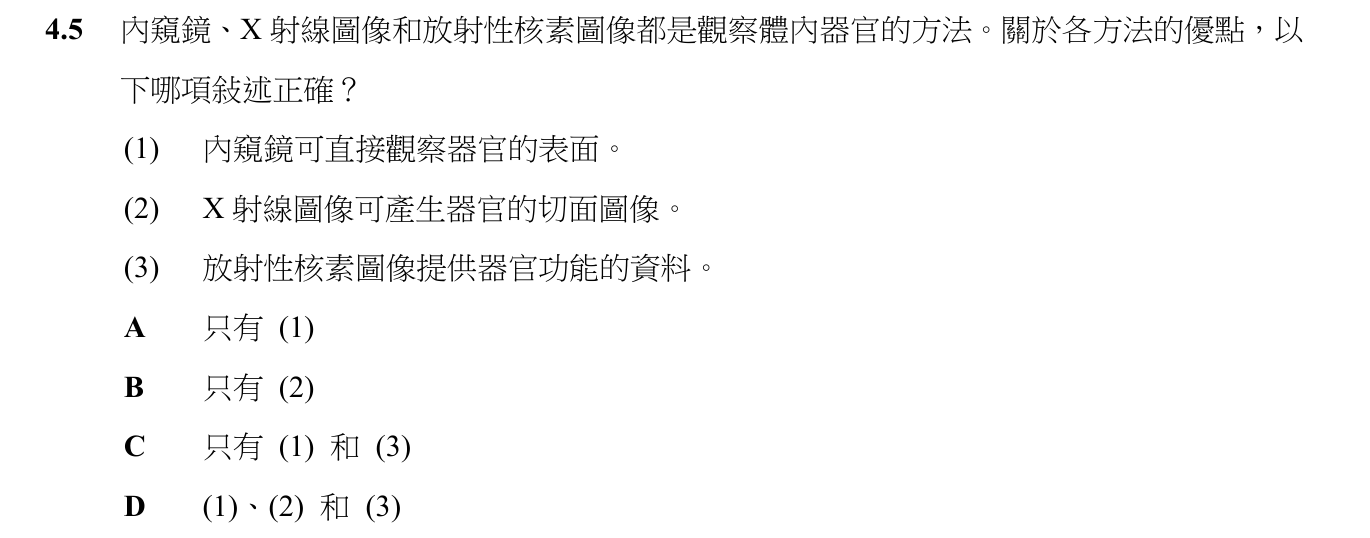 4.5 內窺鏡、X 射線圖像和放射性核素圖像都是觀察體內器官的方法。關於各方法的優點，以
下哪項敍述正確？
(1) 內窺鏡可直接觀察器官的表面。
(2) X 射線圖像可產生器官的切面圖像。
(3) 放射性核素圖像提供器官功能的資料。
A 只有 (1)
B 只有 (2)
C 只有 (1) 和 (3)
D (1)、(2) 和 (3)